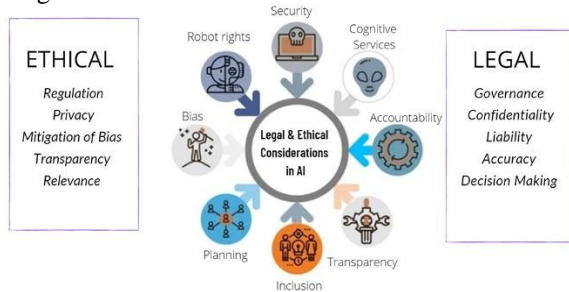 ETHICAL
Regulation
Privacy
Mitigation of Bias
Transparency
Relevance
Security
Robot rights
Cognitive
Services
Bias
Accountability
Legal & Ethical
Considerations
in AI
Planning
Inclusion
Transparency
LEGAL
Governance
Confidentiality
Liability
Accuracy
Decision Making